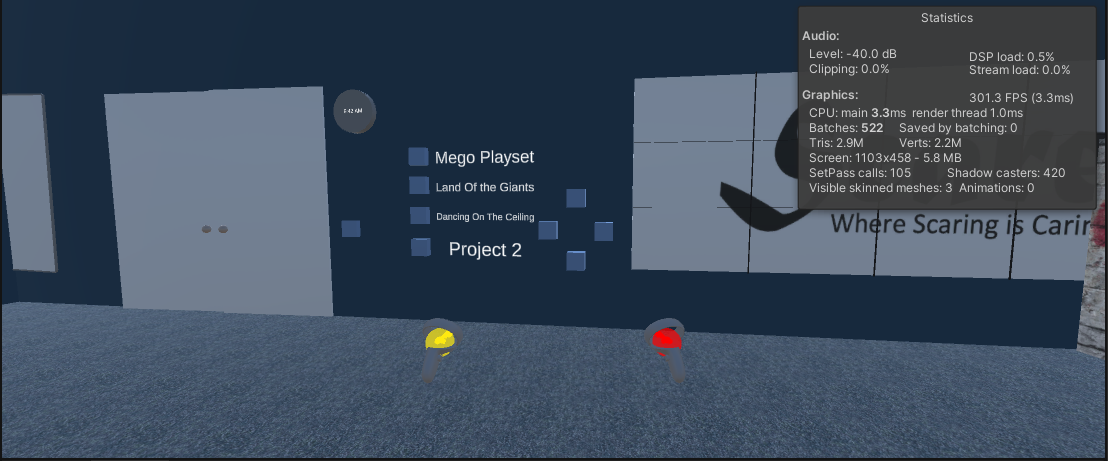 Statistics
Audio:
Level: -40.0 dB
DSP load: 0.5%
Clipping: 0.0%
Stream load: 0.0%
Graphics:
301.3 FPS (3.3ms)
CPU: main 3.3ms render thread 1.0ms
Batches: 522 Saved by batching: 0
Tris: 2.9M Verts: 2.2M
Screen: 1103x458 - 5.8 MB
SetPass calls: 105 Shadow casters: 420
Visible skinned meshes: 3 Animations: 0
9:42 AM
Mego Playset
Land Of the Giants
Dancing On The Ceiling
Project 2
Where Scaring is Carin